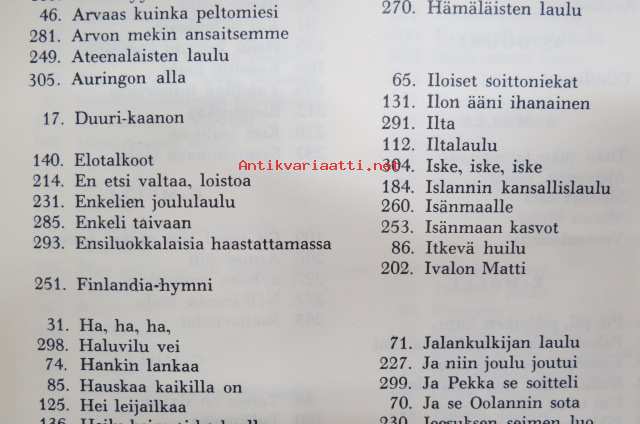 46. Arvaas kuinka peltomiesi
281. Arvon mekin ansaitsemme
249. Ateenalaisten laulu
305. Auringon alla
17. Duuri-kaanon
140. Elotalkoot
214. En etsi valtaa, loistoa
231. Enkelien joululaulu
285. Enkeli taivaan
293. Ensiluokkalaisia haastattamassa
251. Finlandia-hymni
31. Ha, ha, ha,
298. Haluvilu vei
74. Hankin lankaa
85. Hauskaa kaikilla on
125. Hei leijailkaa
270. Hämäläisten laulu
65. Iloiset soittoniekat
131. Ilon ääni ihanainen
291. Ilta
112. Iltalaulu
304. Iske, iske, iske
184. Islannin kansallislaulu
260. Isänmaalle
253. Isänmaan kasvot
86. Itkevä huilu
202. Ivalon Matti
71. Jalankulkijan laulu
227. Ja niin joulu joutui
299. Ja Pekka se soitteli
70. Ja se Oolannin sota
230. Jeesuksen seimen luo
Antikvariaatti.net